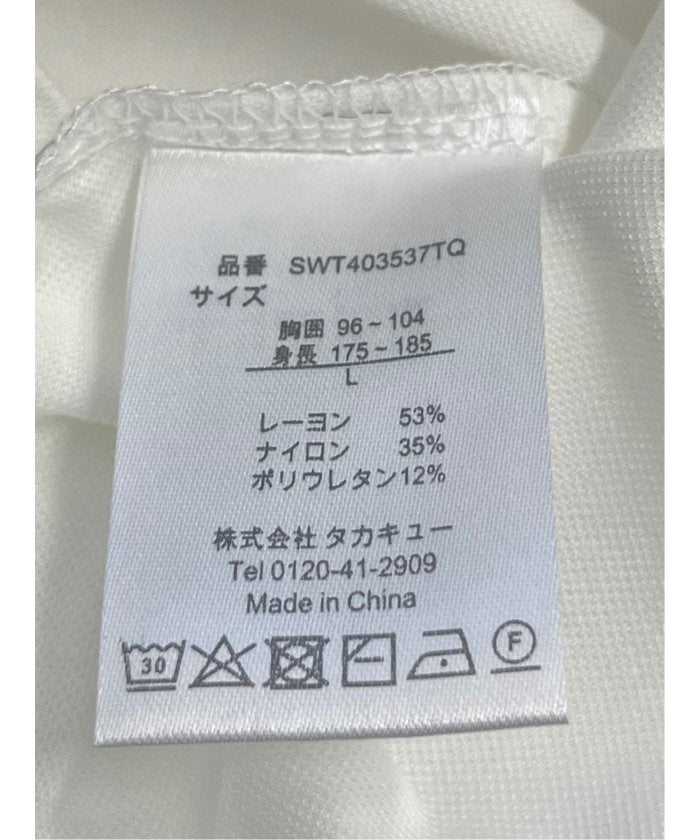 品番 SWT403537TQ
サイズ
胸囲 96~104
身長 175~185
L
レーヨン 53%
ナイロン 35%
ポリウレタン12%
株式会社 タカキュー
Tel 0120-41-2909
Made in China
30
F